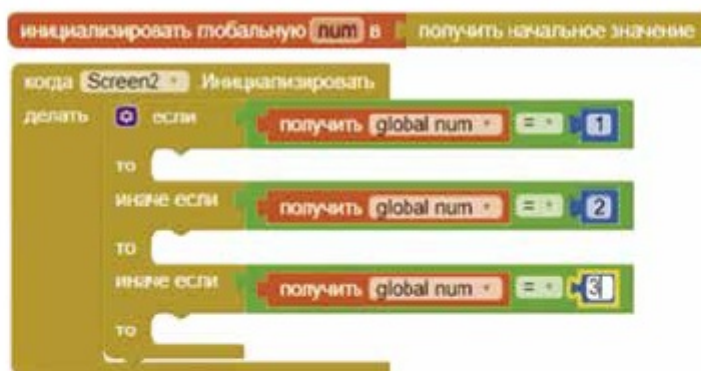 инициализировать глобальную num в получить начальное значение
когда Screen2 Инициализировать
делать если получить global num = 1
то
иначе если получить global num = 2
то
иначе если получить global num = 3
то